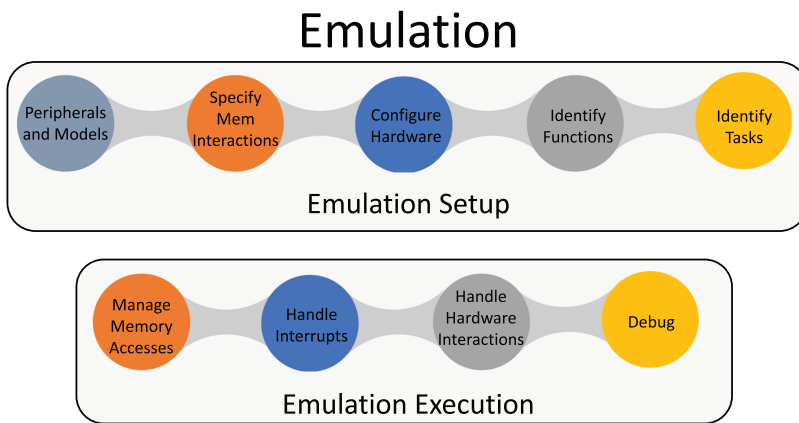 Emulation
Peripherals
and Models
Specify
Mem
Interactions
Configure
Hardware
Identify
Functions
Identify
Tasks
Emulation Setup
Manage
Memory
Accesses
Handle
Interrupts
Handle
Hardware
Interactions
Debug
Emulation Execution